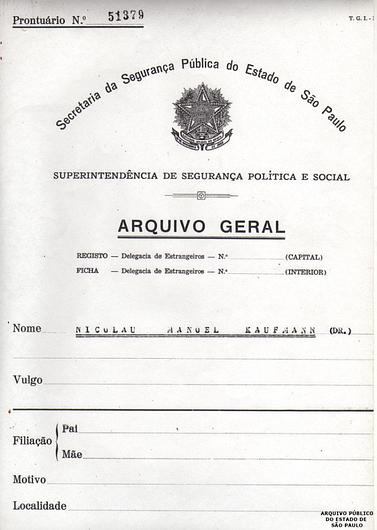 Prontuário N.º 51379
T. G. I. -
Secretaria da Segurança Pública do Estado de São Paulo
SUPERINTENDÊNCIA DE SEGURANÇA POLÍTICA E SOCIAL
ARQUIVO GERAL
REGISTO — Delegacia de Estrangeiros — N.º (CAPITAL)
FICHA — Delegacia de Estrangeiros — N.º (INTERIOR)
Nome NICOLAU MANOEL KAUFMANN (DR.)
Vulgo
Filiação
Pai
Mãe
Motivo
Localidade
ARQUIVO PÚBLICO
DO ESTADO DE
SÃO PAULO